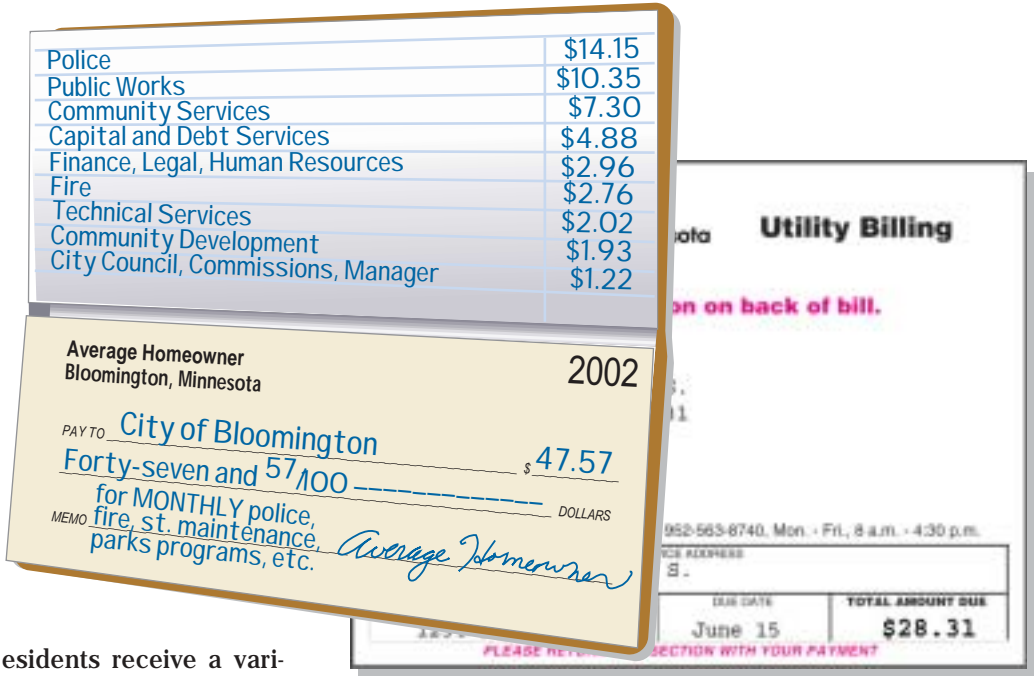 Police $14.15
Public Works $10.35
Community Services $7.30
Capital and Debt Services $4.88
Finance, Legal, Human Resources $2.96
Fire $2.76
Technical Services $2.02
Community Development $1.93
City Council, Commissions, Manager $1.22
Average Homeowner 2002
Bloomington, Minnesota
PAY TO City of Bloomington $ 47.57
Forty-seven and 57/100 DOLLARS
for MONTHLY police,
MEMO fire, st. maintenance,
parks programs, etc.
Average Homeowner
Utility Billing
on on back of bill.
952-563-8740, Mon. - Fri., 8 a.m. - 4:30 p.m.
ADDRESS
S.
DUE DATE TOTAL AMOUNT DUE
June 15 $28.31
PLEASE SECTION WITH YOUR PAYMENT
esidents receive a vari-